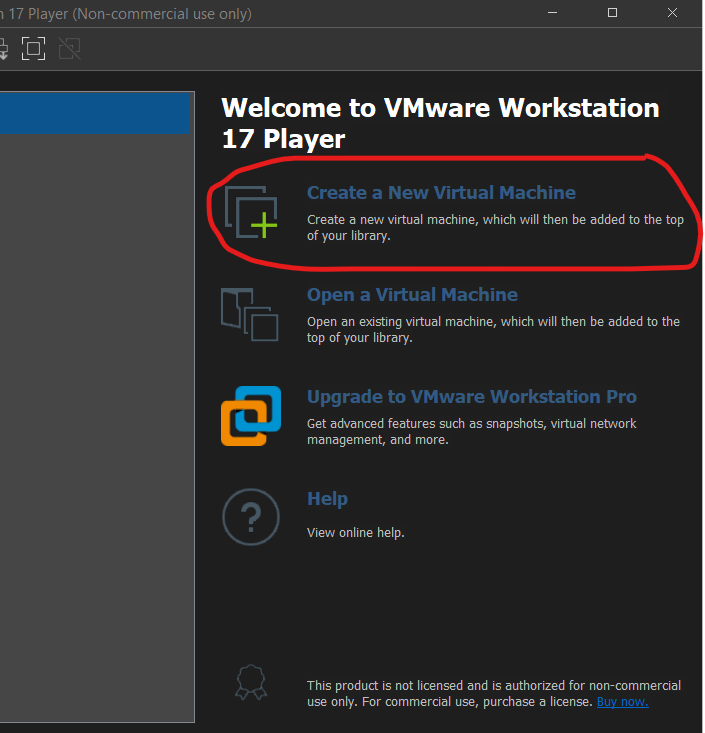 17 Player (Non-commercial use only)
Welcome to VMware Workstation
17 Player
Create a New Virtual Machine
Create a new virtual machine, which will then be added to the top
of your library.
Open a Virtual Machine
Open an existing virtual machine, which will then be added to the
top of your library.
Upgrade to VMware Workstation Pro
Get advanced features such as snapshots, virtual network
management, and more.
?
Help
View online help.
This product is not licensed and is authorized for non-commercial
use only. For commercial use, purchase a license. Buy now.